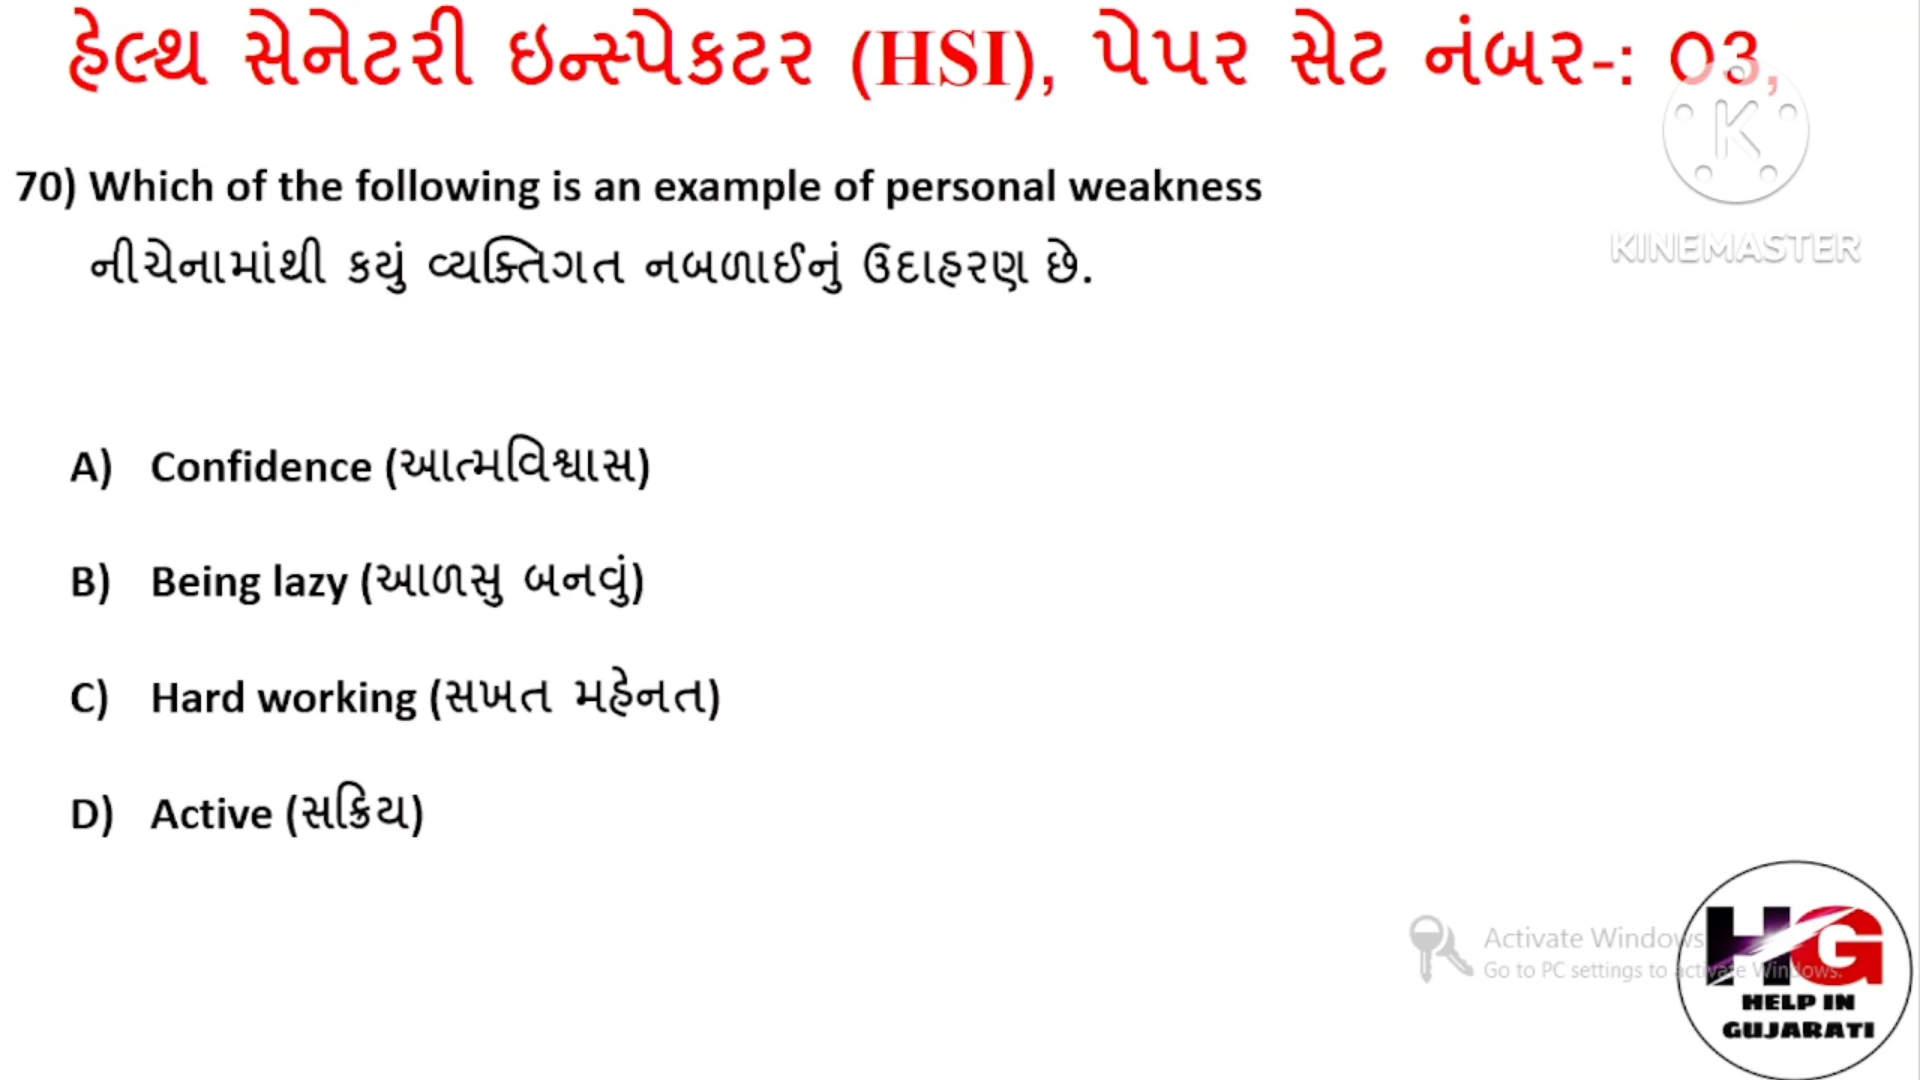 હેલ્થ સેનેટરી ઇન્સ્પેકટર (HSI), પેપર સેટ નંબર-: 03,
K
KINEMASTER
70) Which of the following is an example of personal weakness
નીચેનામાંથી કયું વ્યક્તિગત નબળાઈનું ઉદાહરણ છે.
A) Confidence (આત્મવિશ્વાસ)
B) Being lazy (આળસુ બનવું)
C) Hard working (સખત મહેનત)
D) Active (સક્રિય)
Activate Windows
Go to PC settings to activate Windows.
HG
HELP IN
GUJARATI